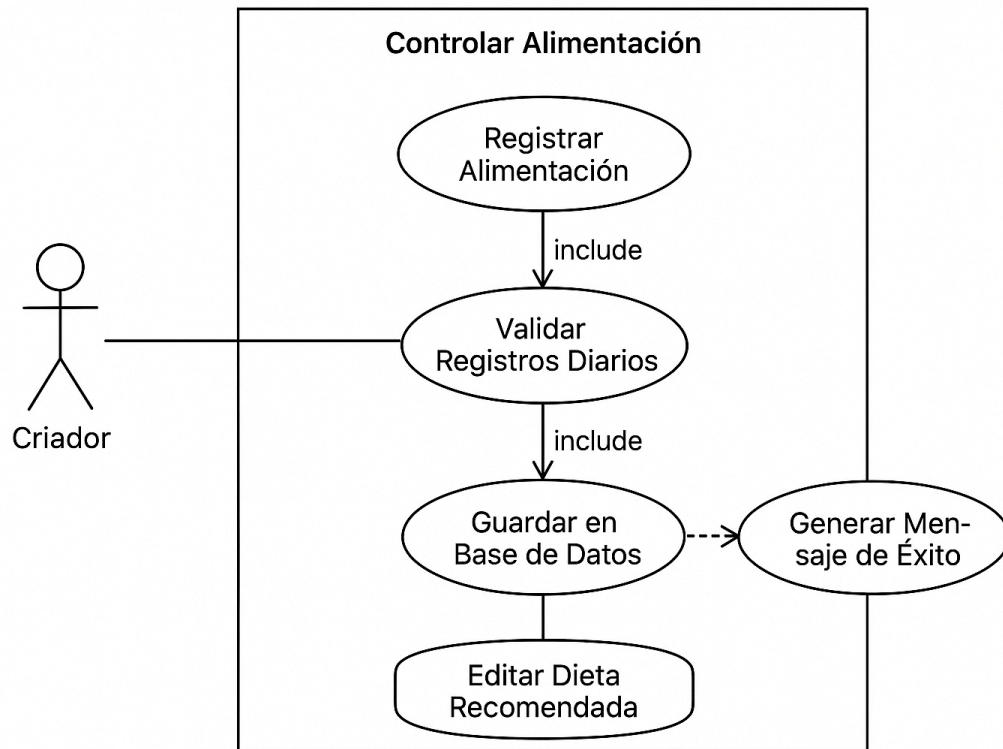 Controlar Alimentación
Registrar
Alimentación
include
Validar
Registros Diarios
Criador
include
Guardar en
Base de Datos
Generar Men-
saje de Éxito
Editar Dieta
Recomendada